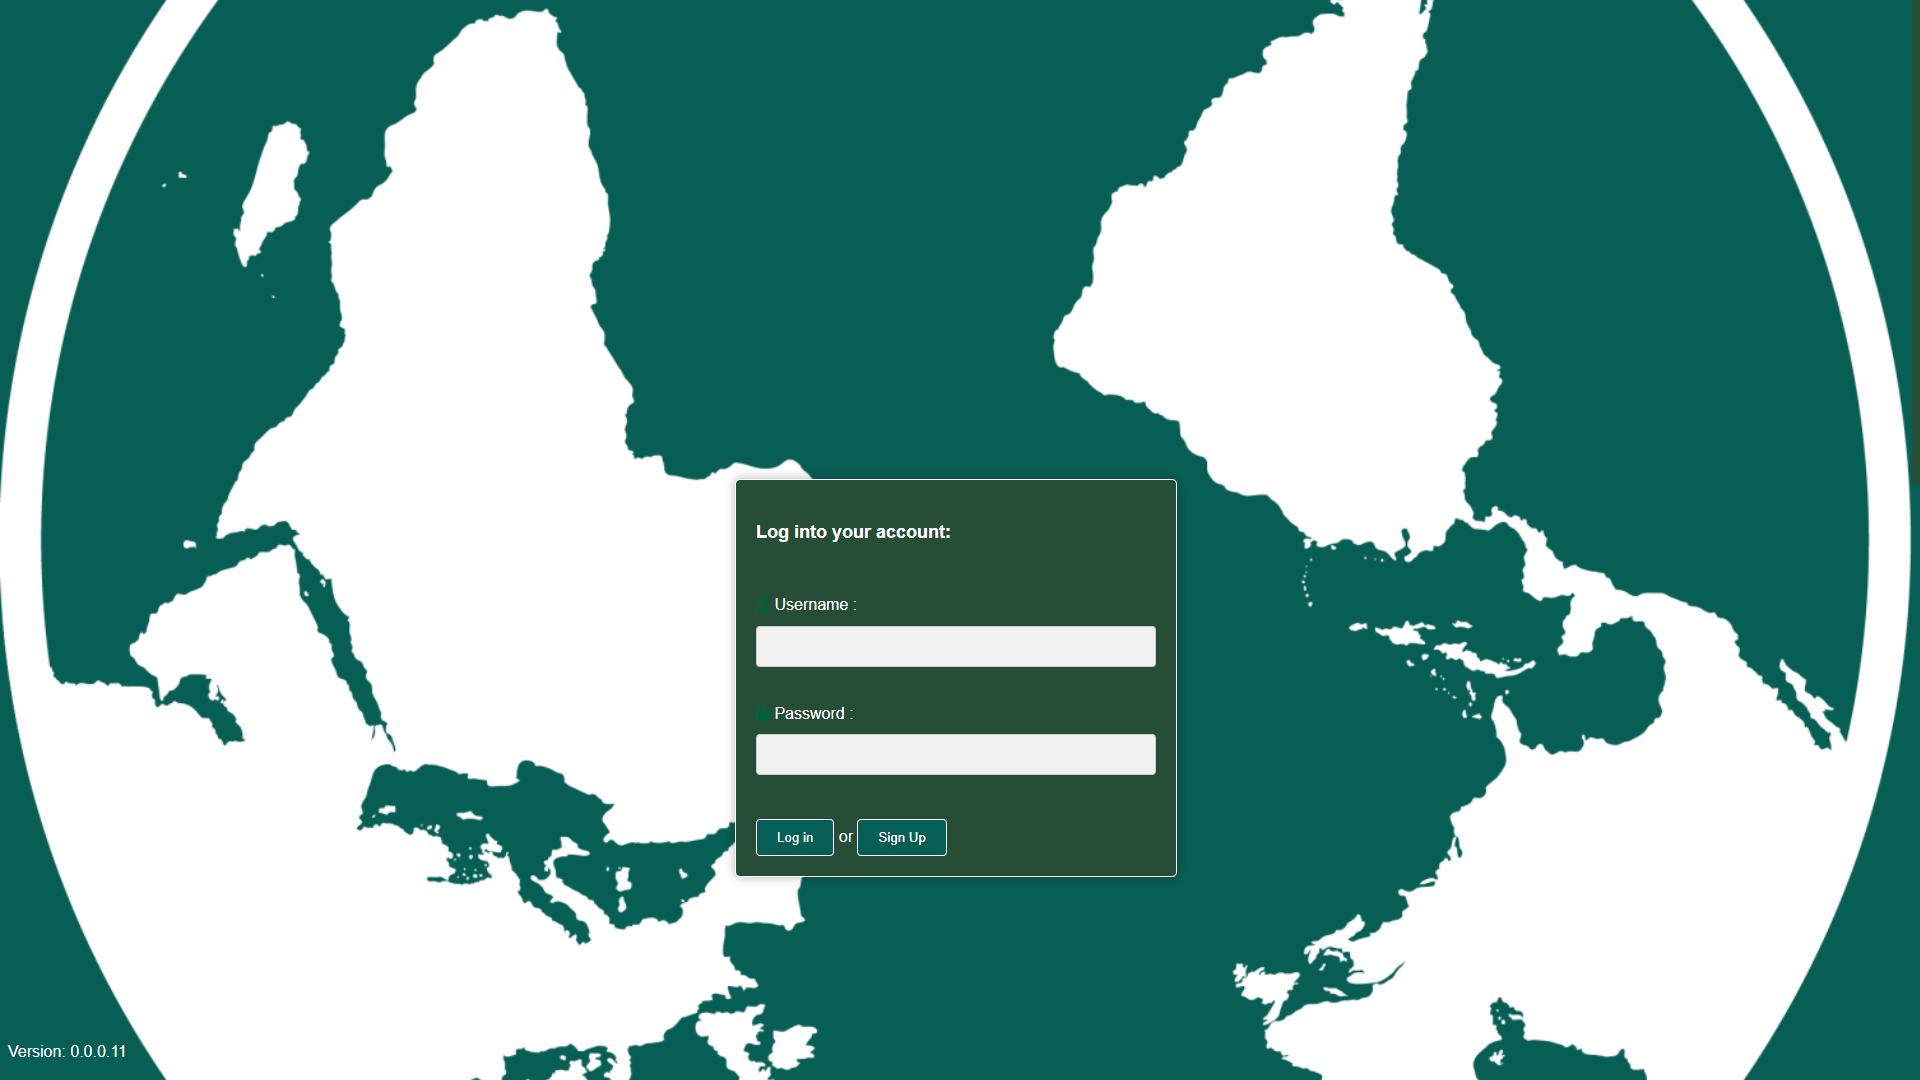 Log into your account:
Username :
Password :
Log in or Sign Up
Version: 0.0.0.11